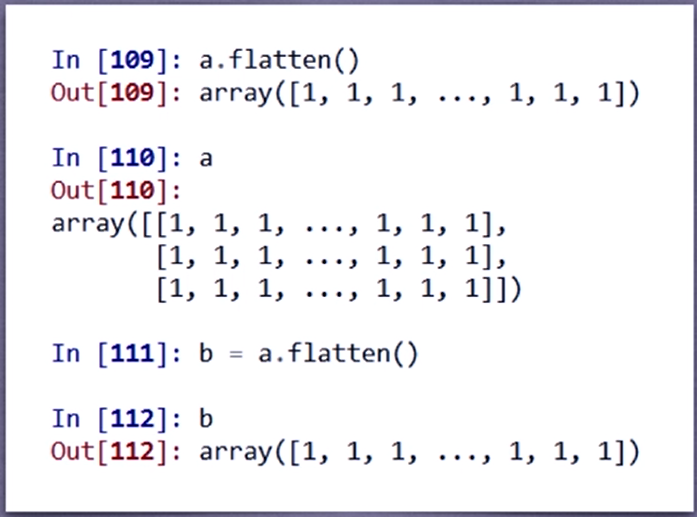 In [109]: a.flatten()
Out[109]: array([1, 1, 1, ..., 1, 1, 1])
In [110]: a
Out[110]:
array([[1, 1, 1, ..., 1, 1, 1],
       [1, 1, 1, ..., 1, 1, 1],
       [1, 1, 1, ..., 1, 1, 1]])
In [111]: b = a.flatten()
In [112]: b
Out[112]: array([1, 1, 1, ..., 1, 1, 1])